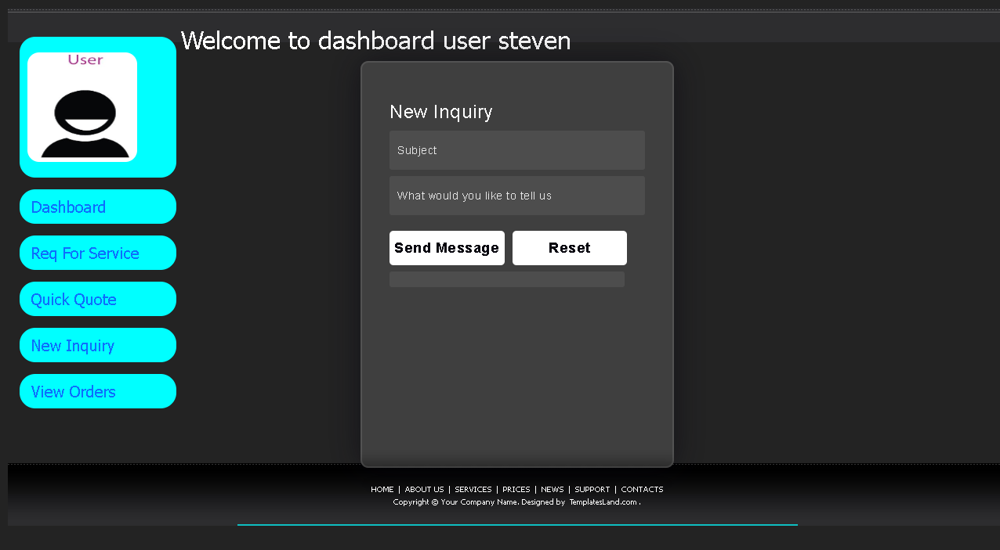 Welcome to dashboard user steven
User
Dashboard
Req For Service
Quick Quote
New Inquiry
View Orders
New Inquiry
Subject
What would you like to tell us
Send Message Reset
HOME | ABOUT US | SERVICES | PRICES | NEWS | SUPPORT | CONTACTS
Copyright © Your Company Name. Designed by TemplatesLand.com .